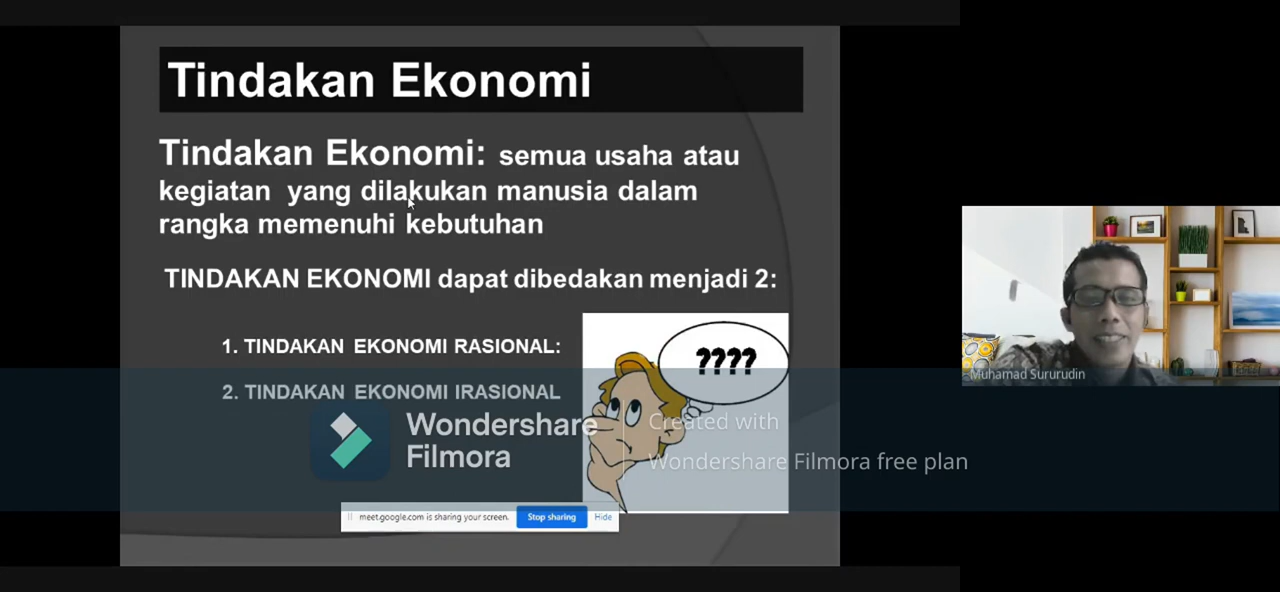 Tindakan Ekonomi
Tindakan Ekonomi: semua usaha atau
kegiatan yang dilakukan manusia dalam
rangka memenuhi kebutuhan
TINDAKAN EKONOMI dapat dibedakan menjadi 2:
1. TINDAKAN EKONOMI RASIONAL:
2. TINDAKAN EKONOMI IRASIONAL
????
Wondershare
Filmora
Created with
Wondershare Filmora free plan
meet.google.com is sharing your screen. Stop sharing Hide
Muhamad Sururudin